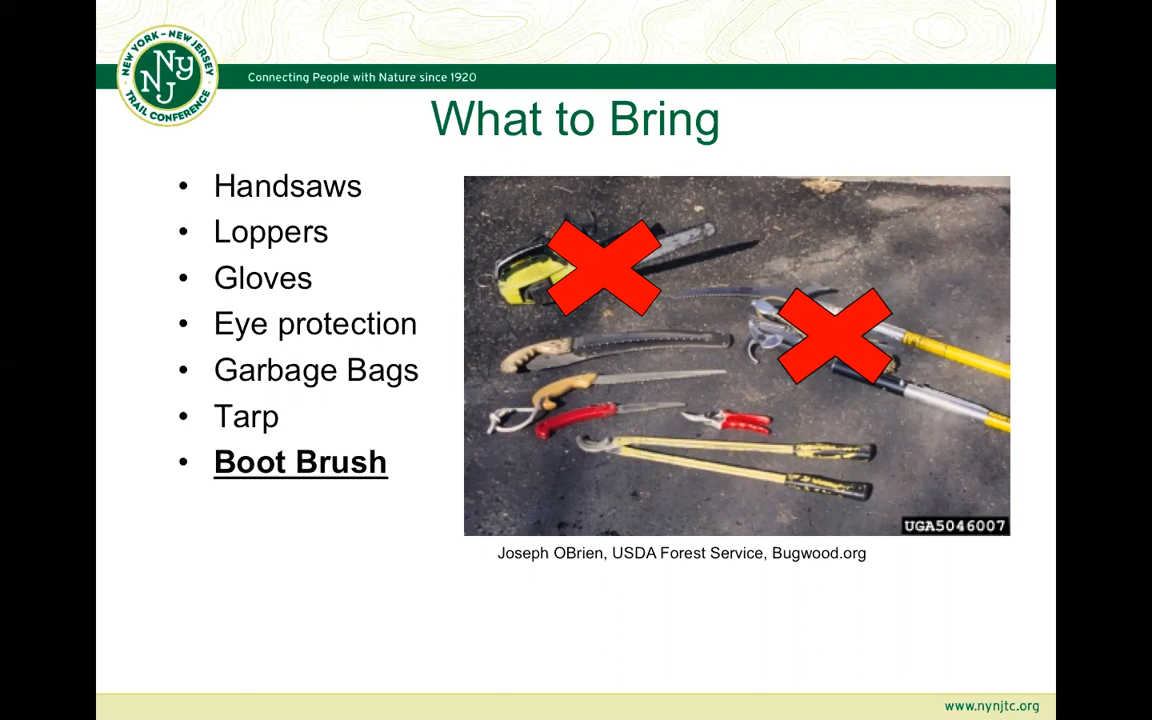 NEW YORK - NEW JERSEY
NY
NJ
TRAIL CONFERENCE
Connecting People with Nature since 1920
What to Bring
• Handsaws
• Loppers
• Gloves
• Eye protection
• Garbage Bags
• Tarp
• Boot Brush
UGA5046007
Joseph OBrien, USDA Forest Service, Bugwood.org
www.nynjtc.org